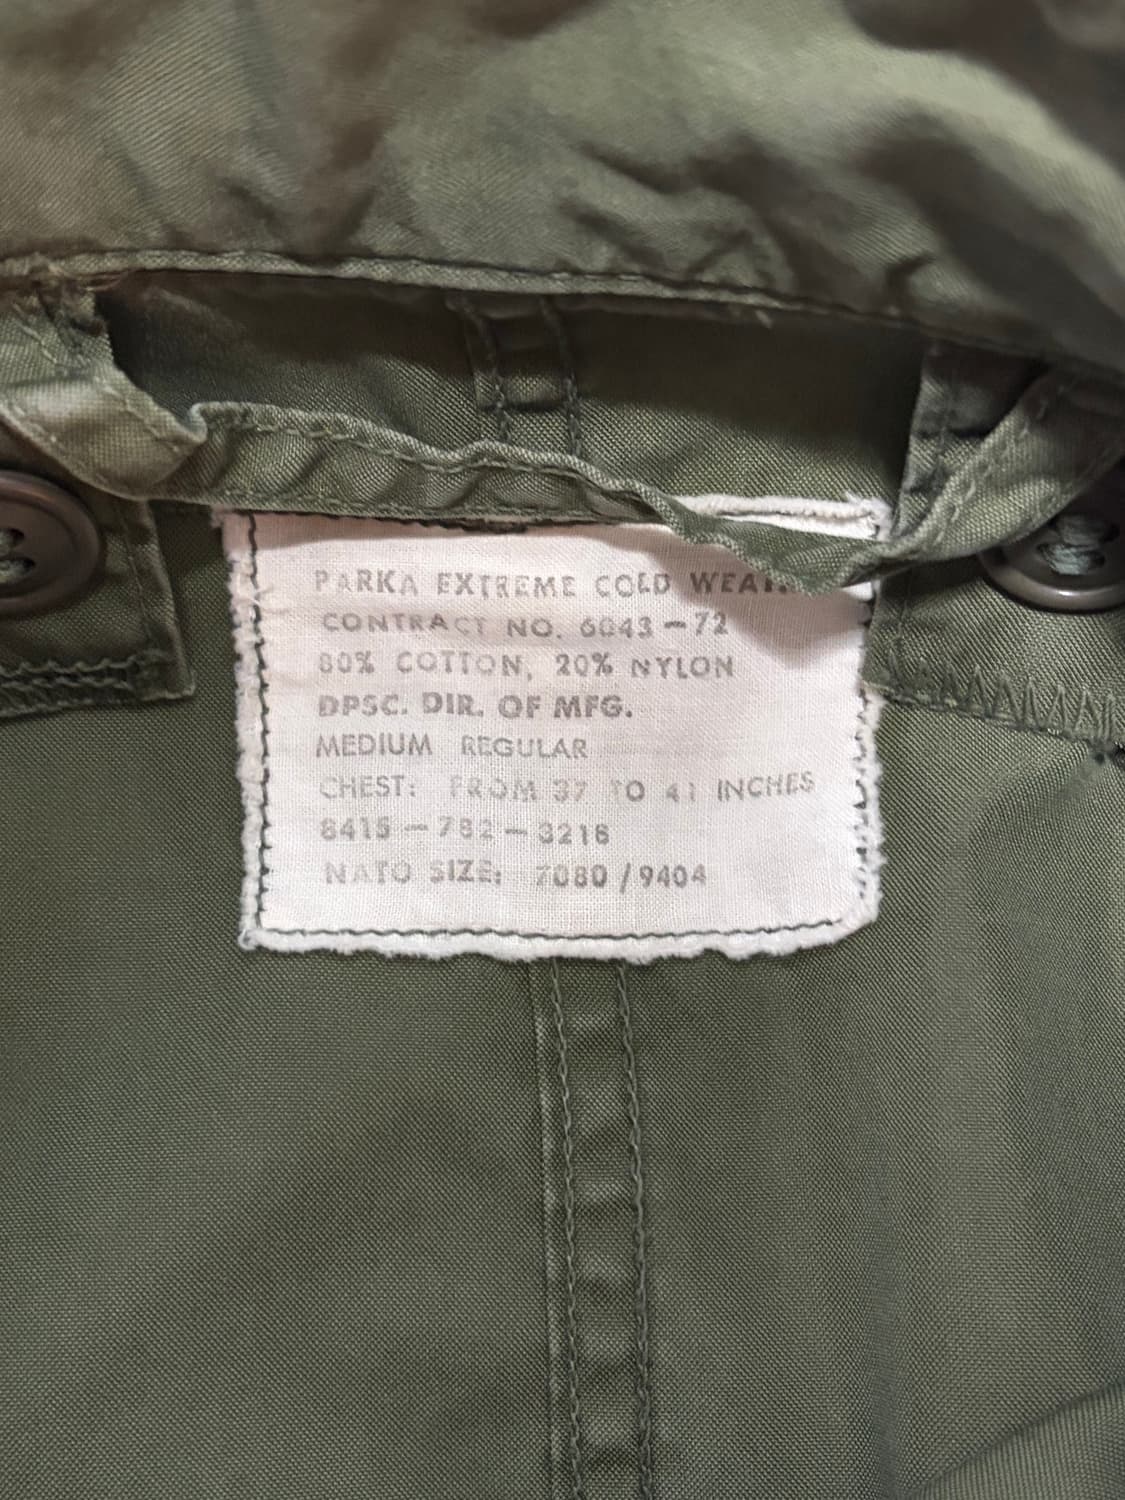 PARKA EXTREME COLD
CONTRACT NO. 6043-72
80% COTTON, 20% NYLON
DPSC. DIR. OF MFG.
MEDIUM REGULAR
CHEST: FROM 37 TO 41 INCHES
8415-782-3216
NATO SIZE: 7080/9404